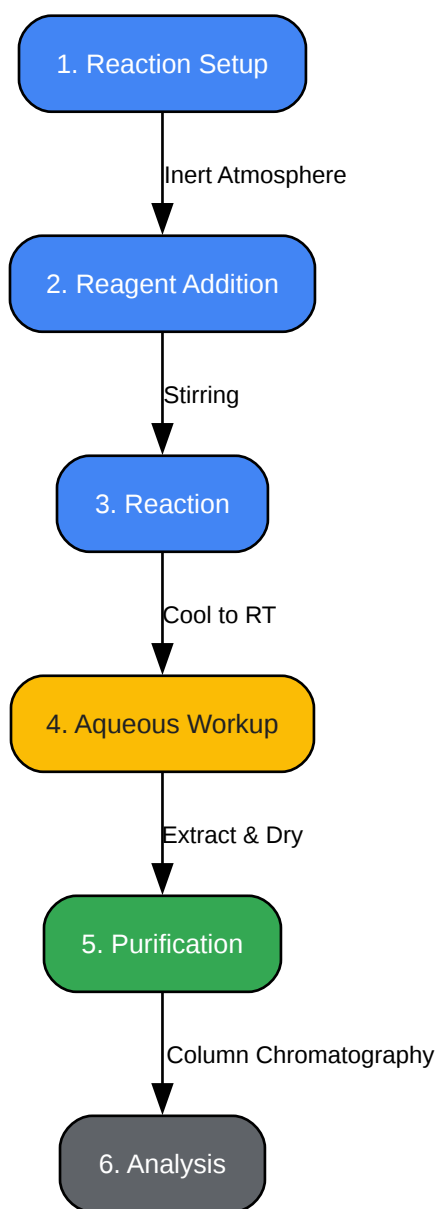 1. Reaction Setup
Inert Atmosphere
2. Reagent Addition
Stirring
3. Reaction
Cool to RT
4. Aqueous Workup
Extract & Dry
5. Purification
Column Chromatography
6. Analysis